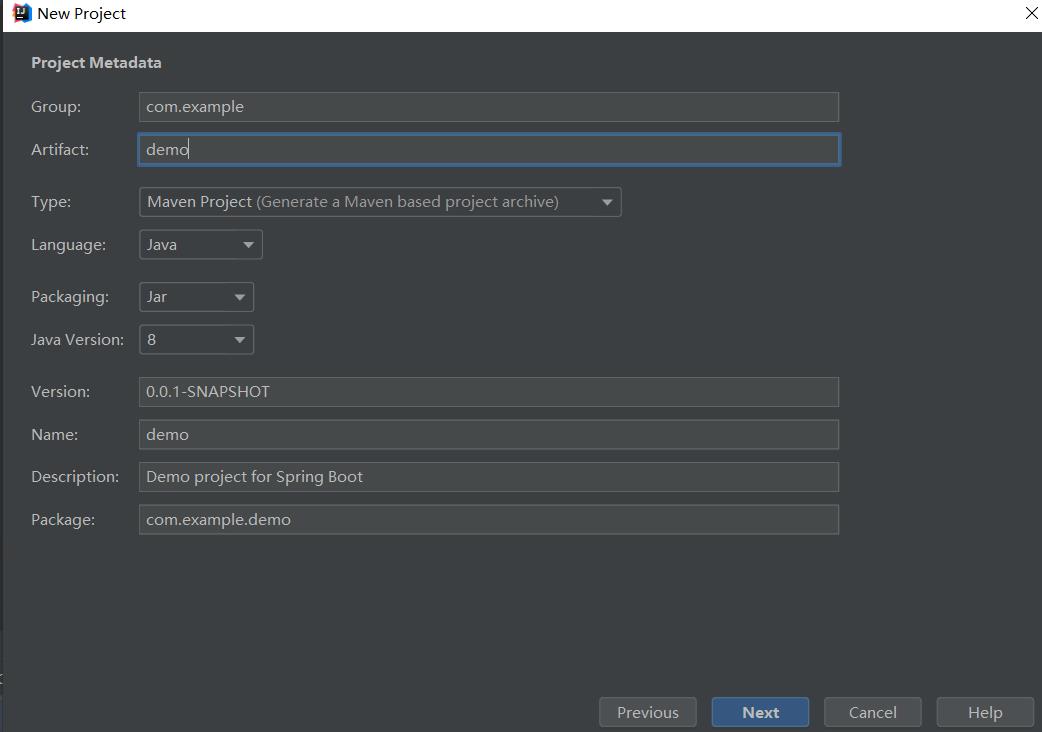 New Project
Project Metadata
Group: com.example
Artifact: demo
Type: Maven Project (Generate a Maven based project archive)
Language: Java
Packaging: Jar
Java Version: 8
Version: 0.0.1-SNAPSHOT
Name: demo
Description: Demo project for Spring Boot
Package: com.example.demo
Previous Next Cancel Help